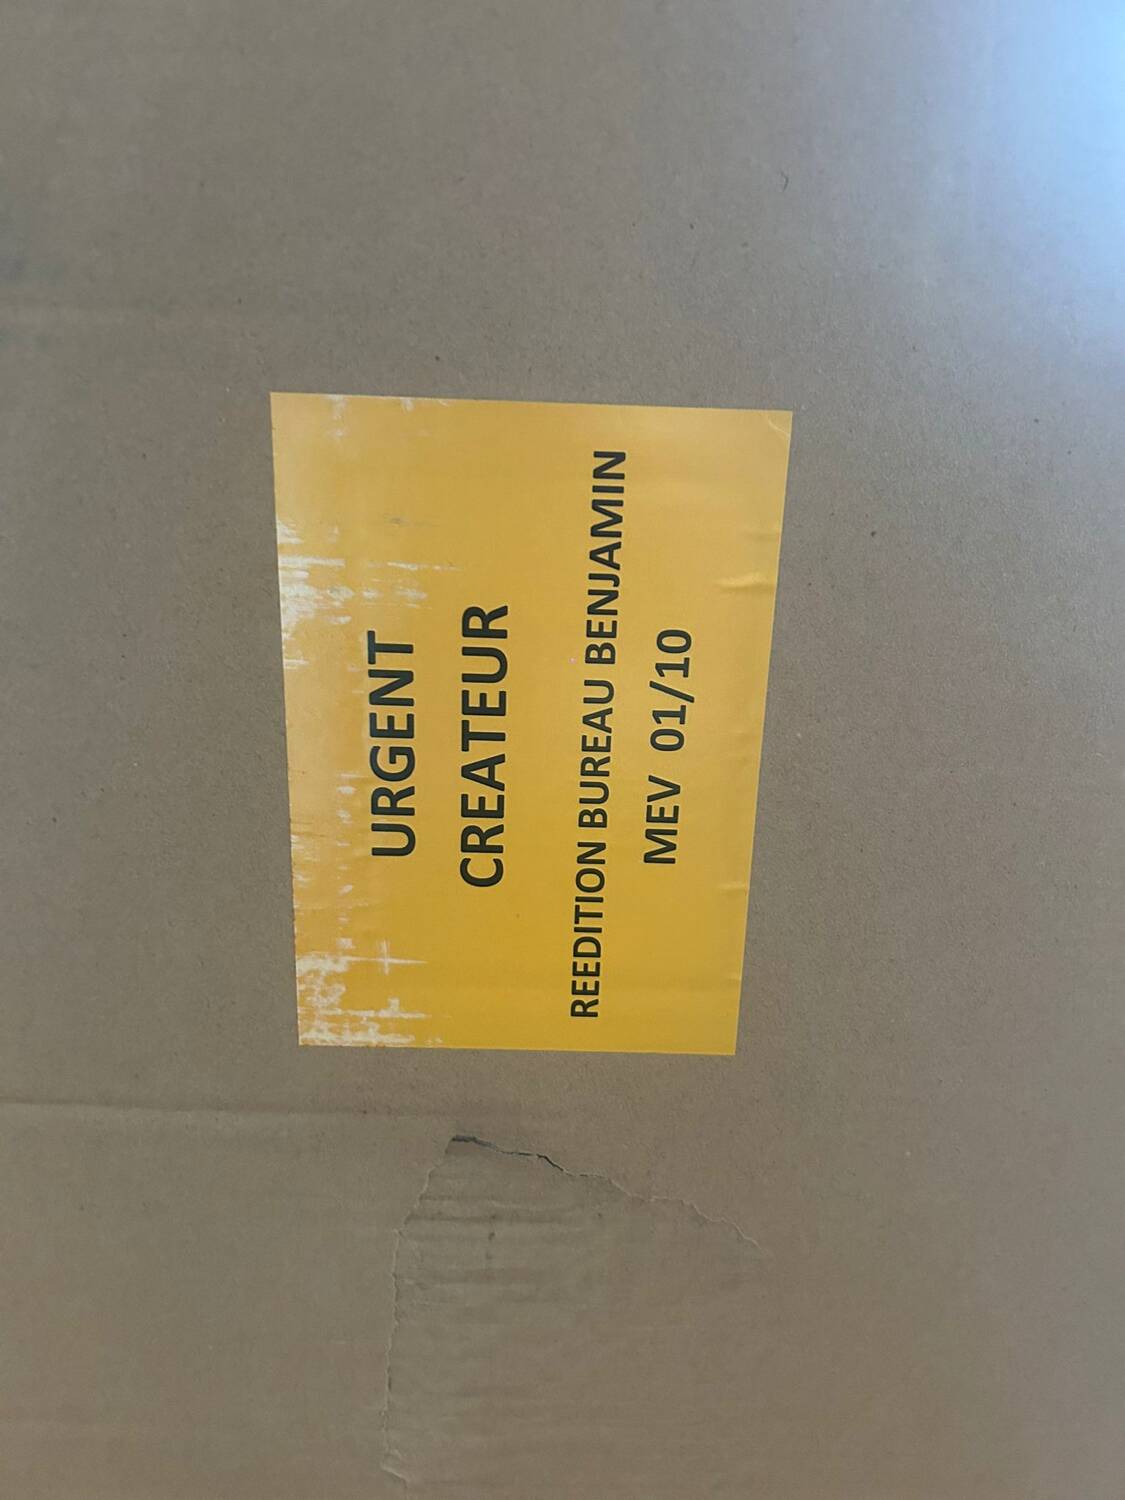 URGENT
CREATEUR
REEDITION BUREAU BENJAMIN
MEV 01/10